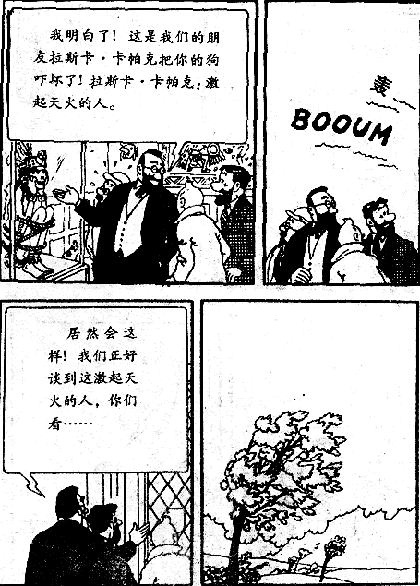 我明白了！这是我们的朋
友拉斯卡·卡帕克把你的狗
吓坏了！拉斯卡·卡帕克：激
起天火的人。
轰
BOOUM
居然会这
样！我们正好
谈到这激起天
火的人，你们
看……